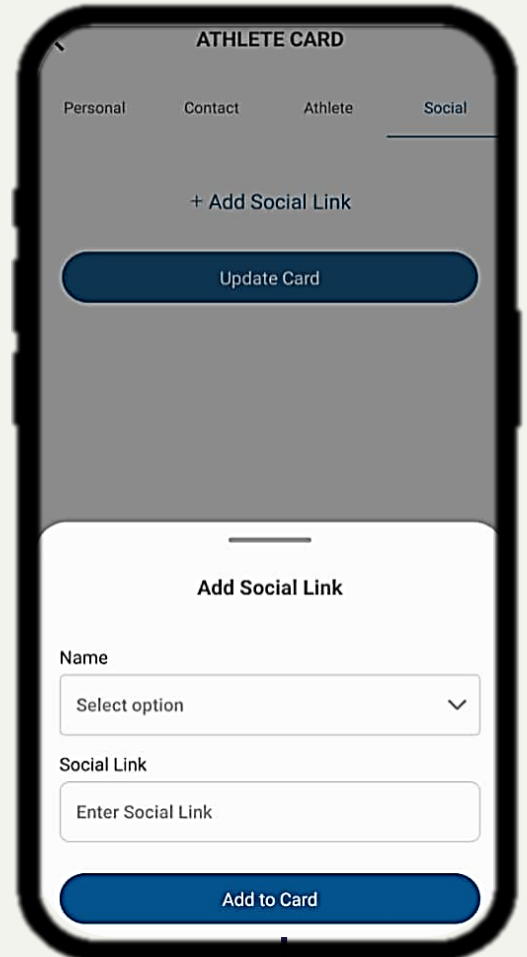 ATHLETE CARD
Personal Contact Athlete Social
+ Add Social Link
Update Card
Add Social Link
Name
Select option
Social Link
Enter Social Link
Add to Card